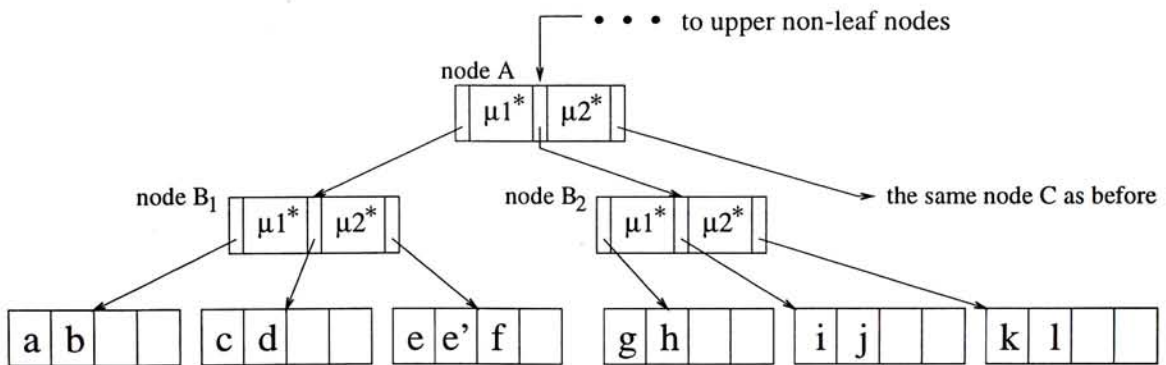 • • • to upper non-leaf nodes
node A
μ1* μ2*
node B₁ node B₂ the same node C as before
μ1* μ2* μ1* μ2*
a b c d e e' f g h i j k l